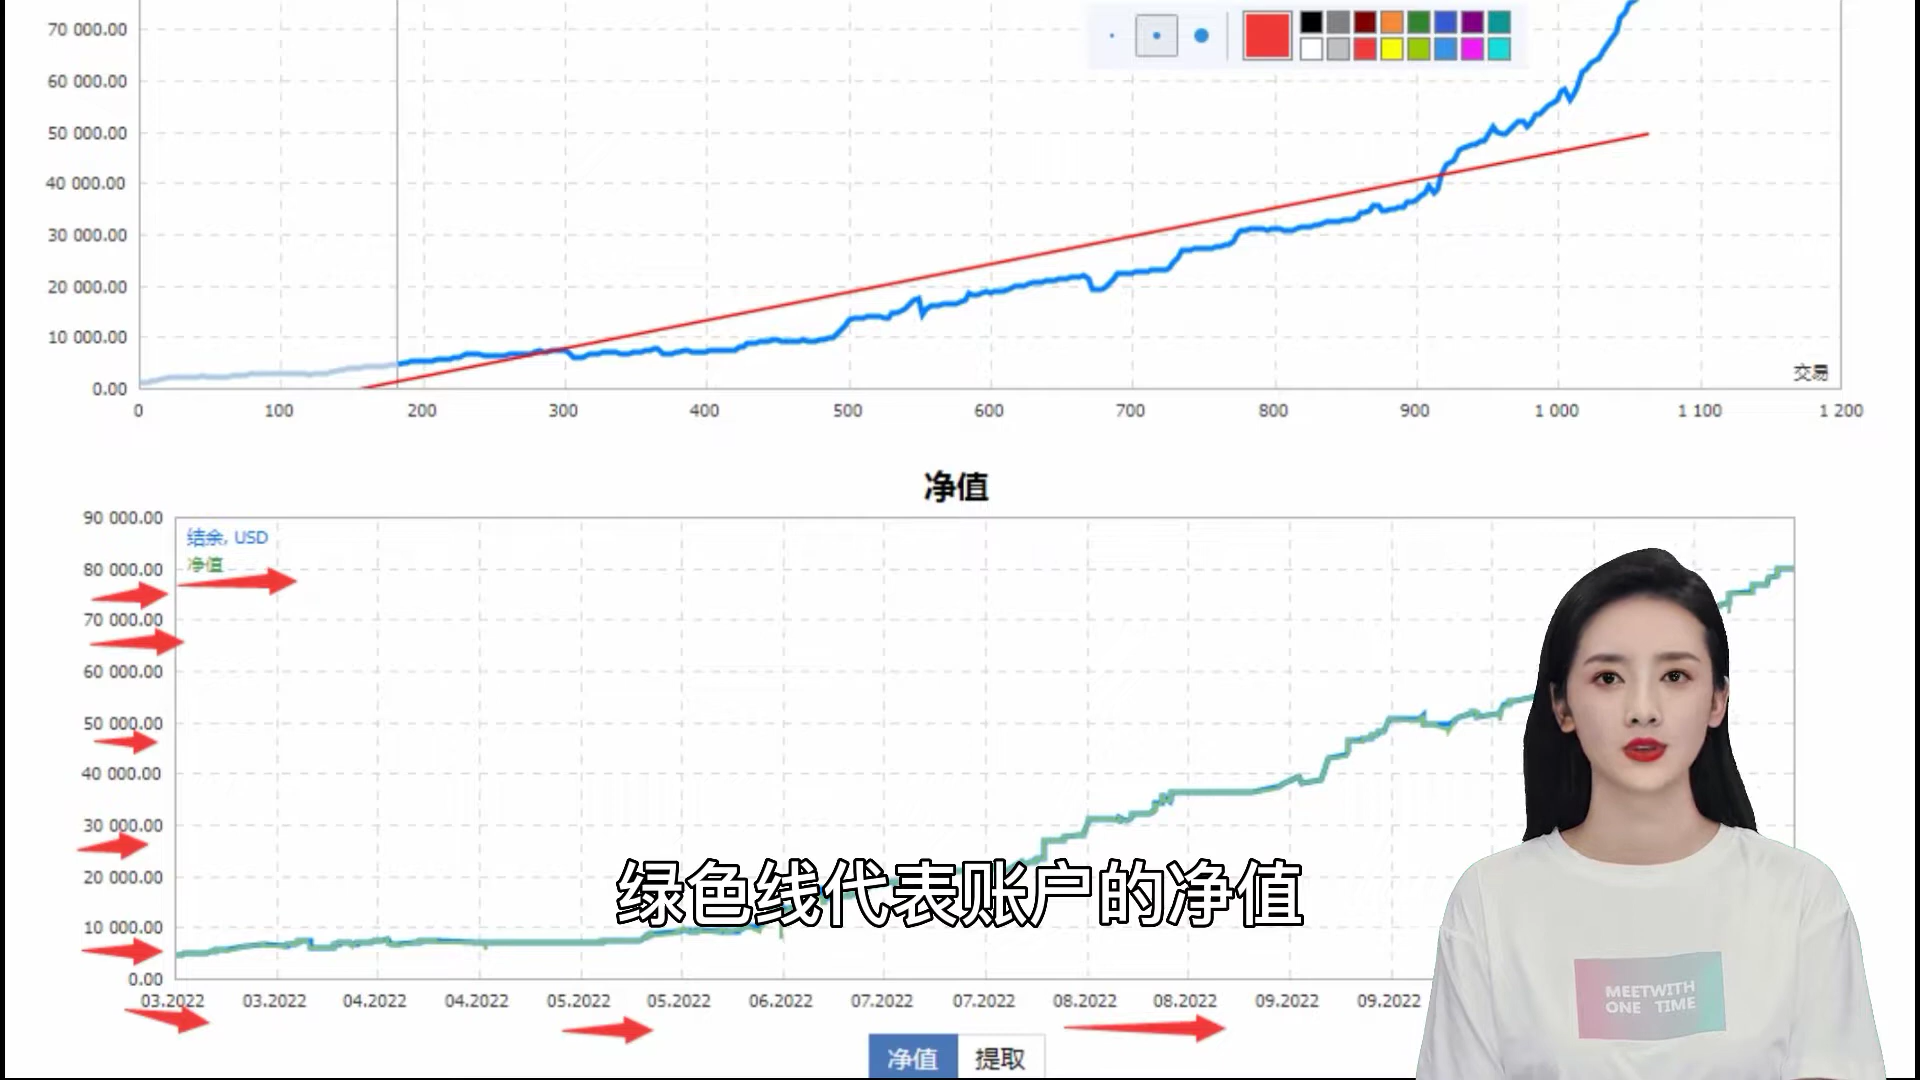 70 000.00
60 000.00
50 000.00
40 000.00
30 000.00
20 000.00
10 000.00
0.00
交易
0 100 200 300 400 500 600 700 800 900 1 000 1 100 1 200
净值
90 000.00
80 000.00
70 000.00
60 000.00
50 000.00
40 000.00
30 000.00
20 000.00
10 000.00
0.00
结余, USD
净值
绿色线代表账户的净值
03.2022 03.2022 04.2022 04.2022 05.2022 05.2022 06.2022 07.2022 07.2022 08.2022 08.2022 09.2022 09.2022
净值 提取
MEETWITH
ONE TIME